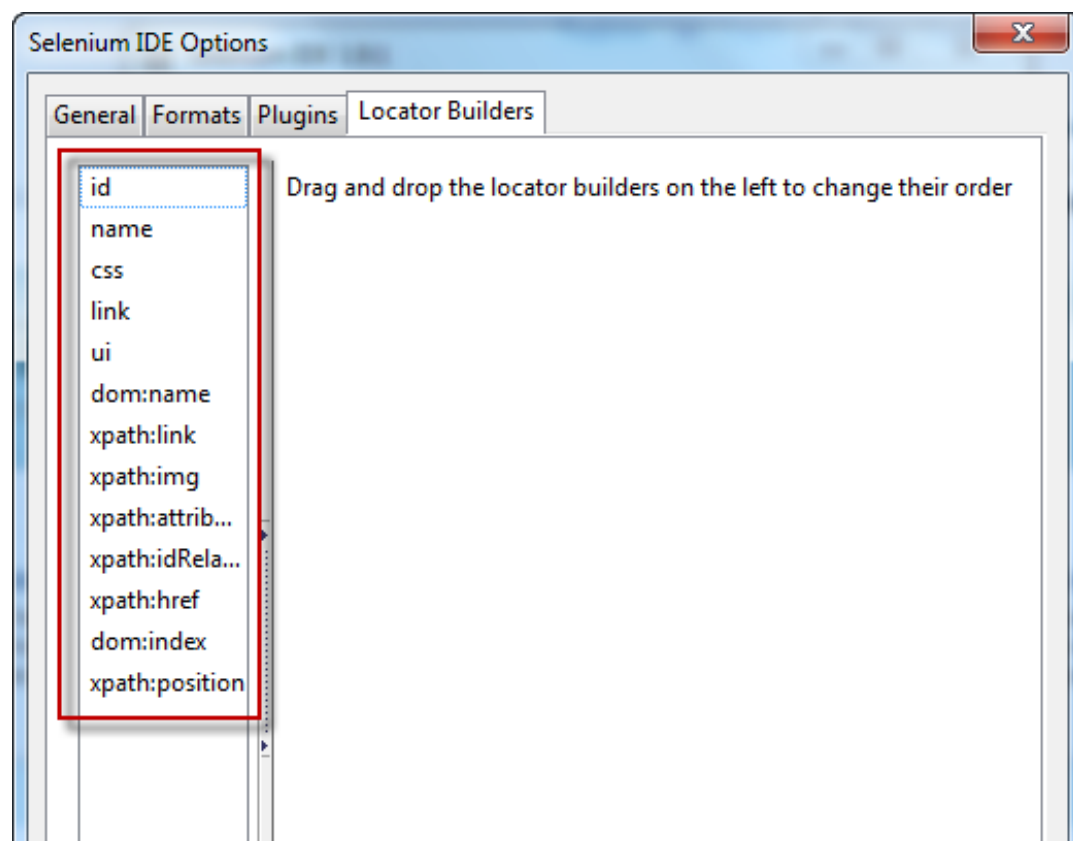 Selenium IDE Options
General Formats Plugins Locator Builders
id
Drag and drop the locator builders on the left to change their order
name
css
link
ui
dom:name
xpath:link
xpath:img
xpath:attrib...
xpath:idRela...
xpath:href
dom:index
xpath:position